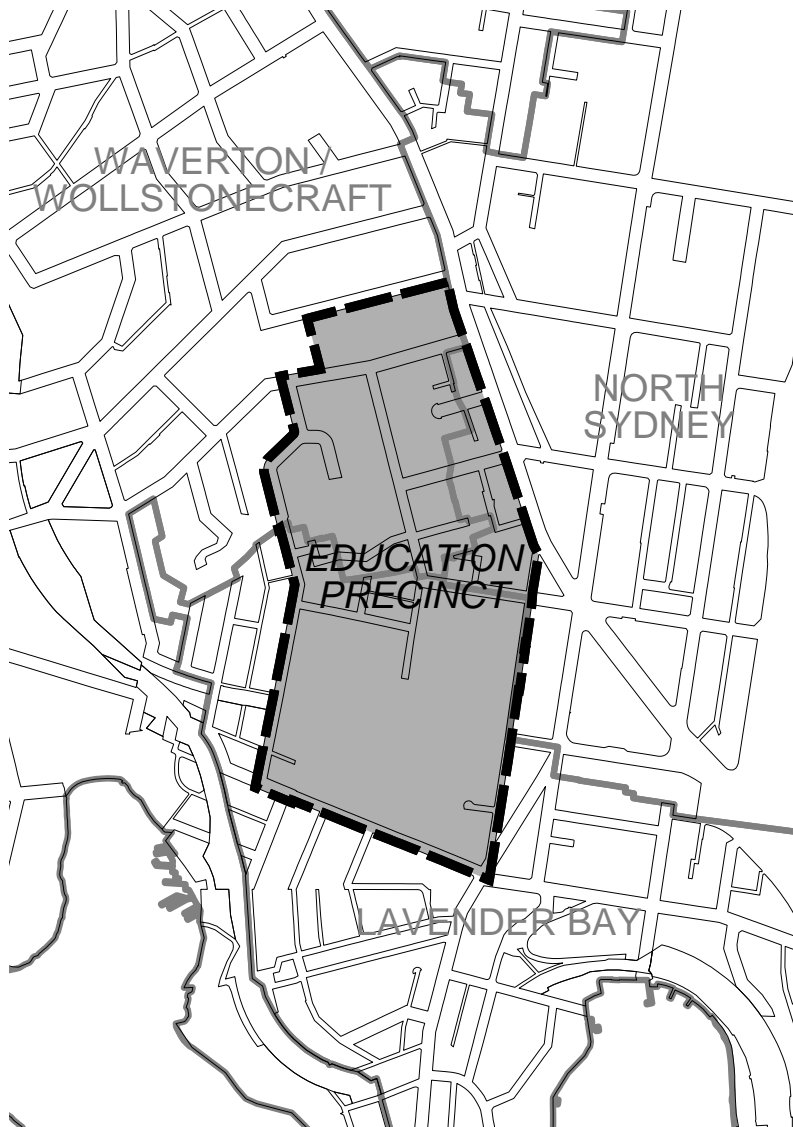 WAVERTON /
WOLLSTONECRAFT
NORTH
SYDNEY
EDUCATION
PRECINCT
LAVENDER BAY